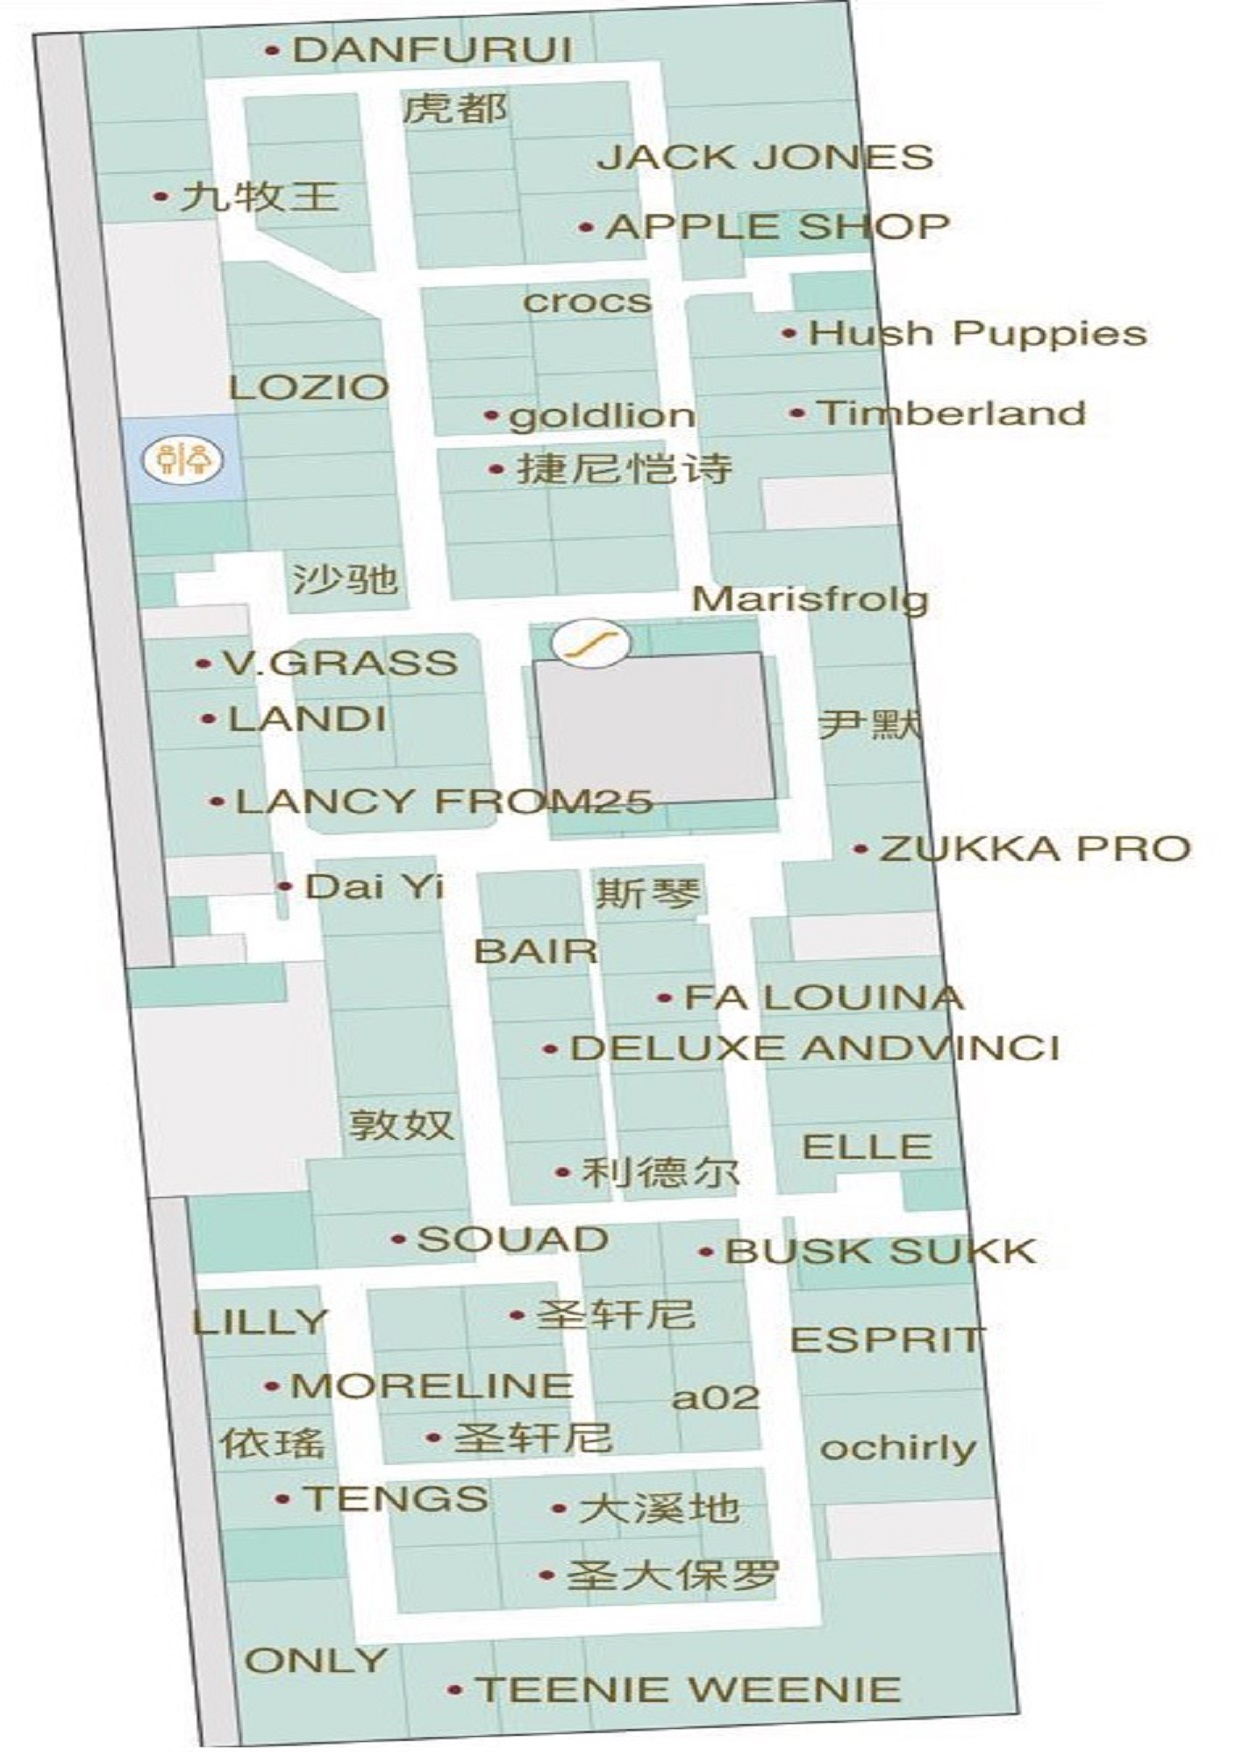 DANFURUI
虎都
JACK JONES
九牧王
APPLE SHOP
crocs
Hush Puppies
LOZIO
goldlion
Timberland
捷尼恺诗
沙驰
Marisfrolg
V.GRASS
LANDI
尹默
LANCY FROM25
ZUKKA PRO
Dai Yi
斯琴
BAIR
FA LOUINA
DELUXE ANDVINCI
敦奴
ELLE
利德尔
SOUAD
BUSK SUKK
LILLY
圣轩尼
ESPRIT
MORELINE
a02
依瑤
圣轩尼
ochirly
TENGS
大溪地
圣大保罗
ONLY
TEENIE WEENIE